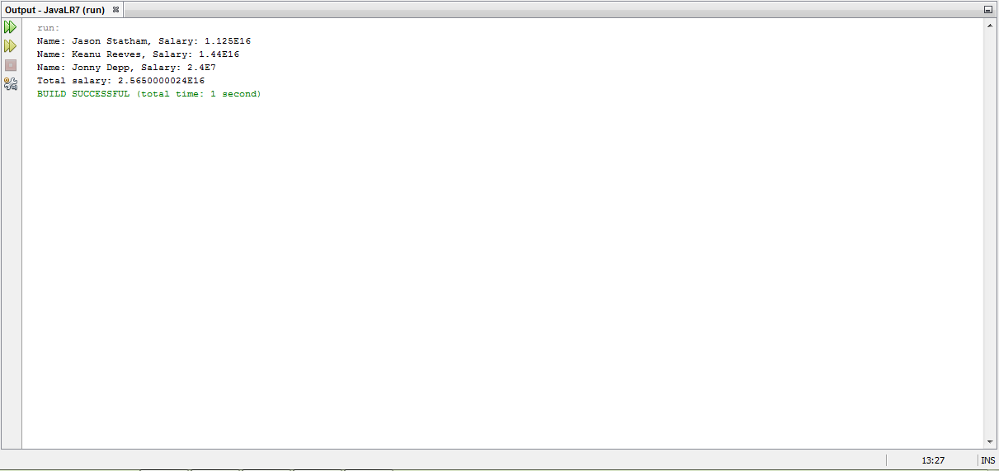 Output - JavaLR7 (run)
run:
Name: Jason Statham, Salary: 1.125E16
Name: Keanu Reeves, Salary: 1.44E16
Name: Jonny Depp, Salary: 2.4E7
Total salary: 2.5650000024E16
BUILD SUCCESSFUL (total time: 1 second)
13:27 INS